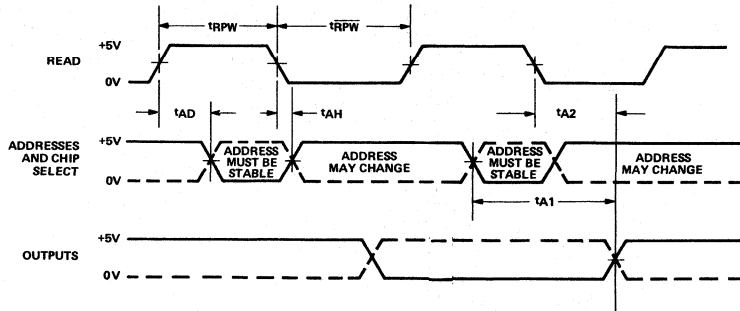 tRPW
tRPW
+5V
READ
0V
tAD
tAH
tA2
ADDRESSES
AND CHIP
SELECT
+5V
0V
ADDRESS
MUST BE
STABLE
ADDRESS
MAY CHANGE
ADDRESS
MUST BE
STABLE
ADDRESS
MAY CHANGE
tA1
+5V
OUTPUTS
0V